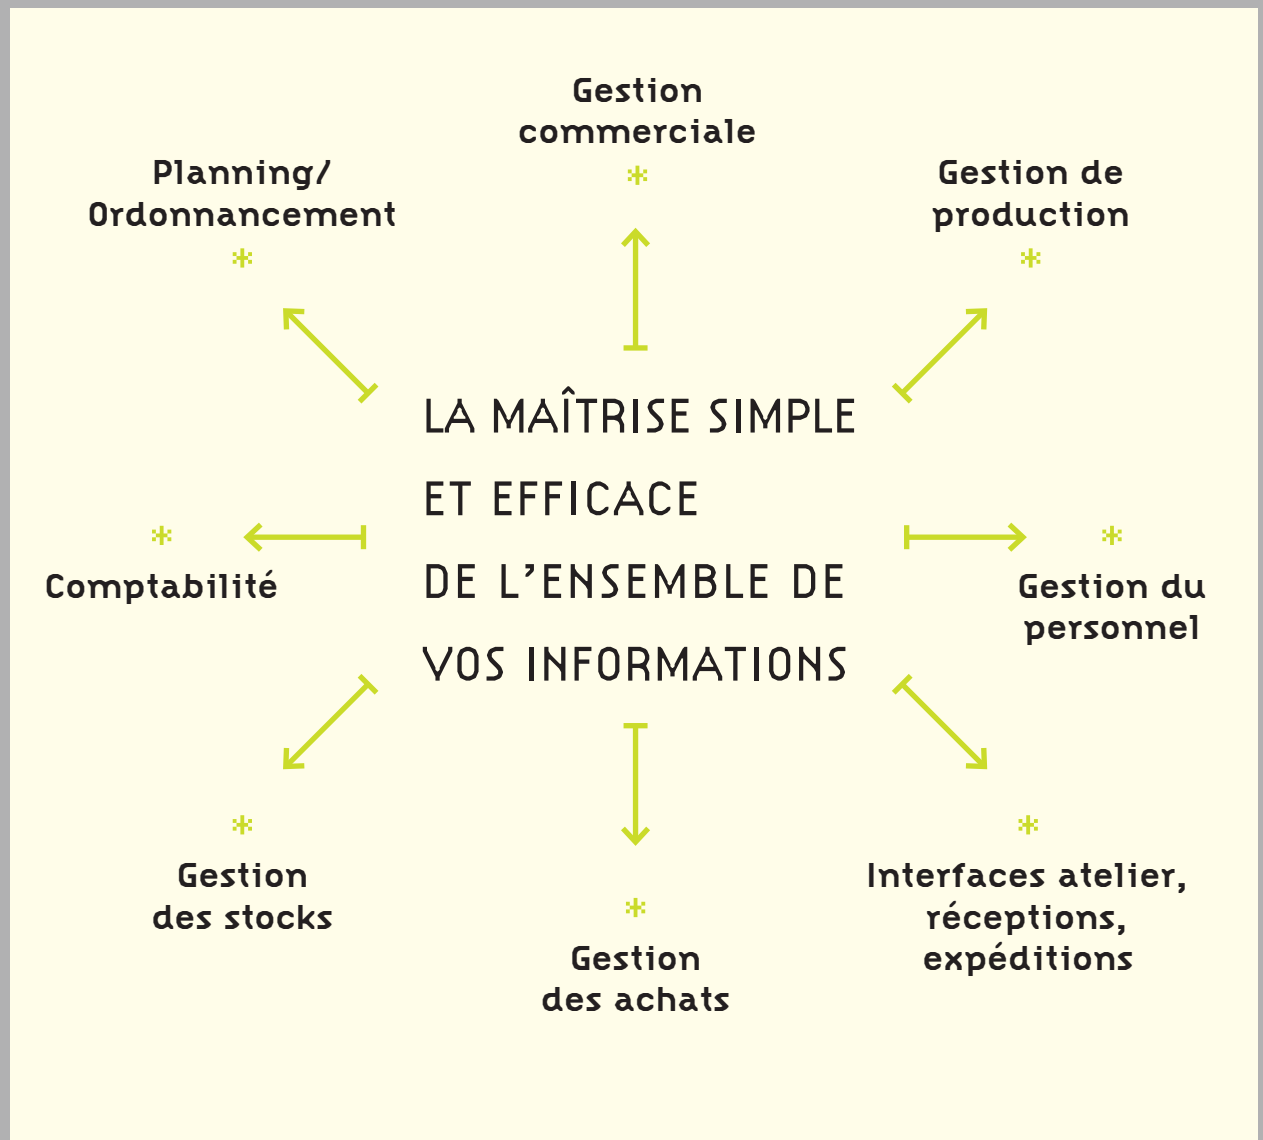 Gestion
commerciale
Planning/
Ordonnancement
Gestion de
production
LA MAÎTRISE SIMPLE
ET EFFICACE
DE L’ENSEMBLE DE
VOS INFORMATIONS
Comptabilité
Gestion du
personnel
Gestion
des stocks
Gestion
des achats
Interfaces atelier,
réceptions,
expéditions